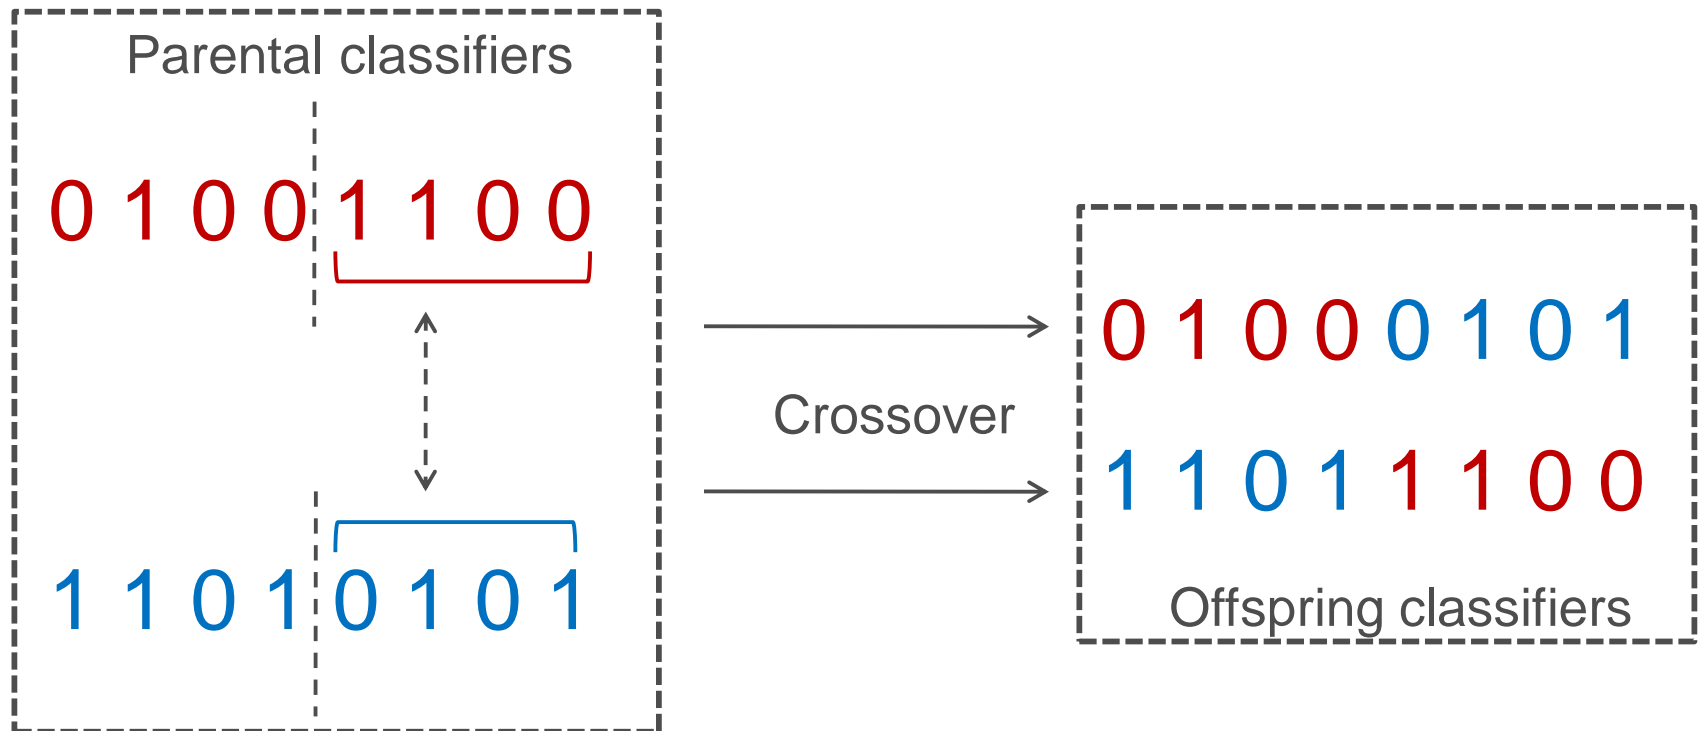 Parental classifiers
0 1 0 0 1 1 0 0
1 1 0 1 0 1 0 1
Crossover
0 1 0 0 0 1 0 1
1 1 0 1 1 1 0 0
Offspring classifiers